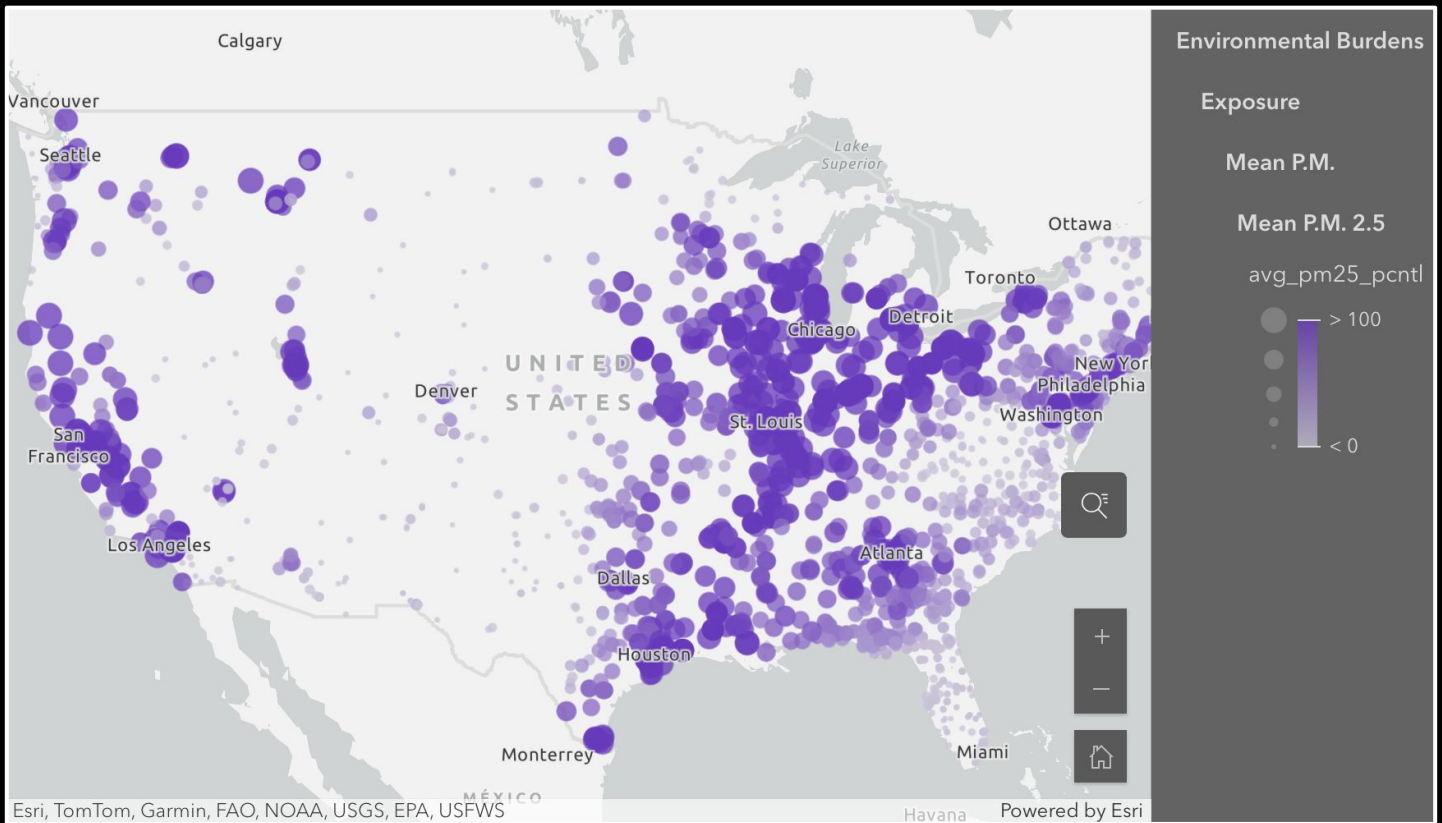 Calgary
Vancouver
Seattle
Lake
Superior
Ottawa
Toronto
Detroit
Chicago
UNITED
STATES
Denver
New York
Philadelphia
Washington
St. Louis
San
Francisco
Los Angeles
Atlanta
Dallas
Houston
Monterrey
Miami
MÉXICO
Havana
Esri, TomTom, Garmin, FAO, NOAA, USGS, EPA, USFWS
Powered by Esri
+
−
Environmental Burdens
Exposure
Mean P.M.
Mean P.M. 2.5
avg_pm25_pcntl
> 100
< 0